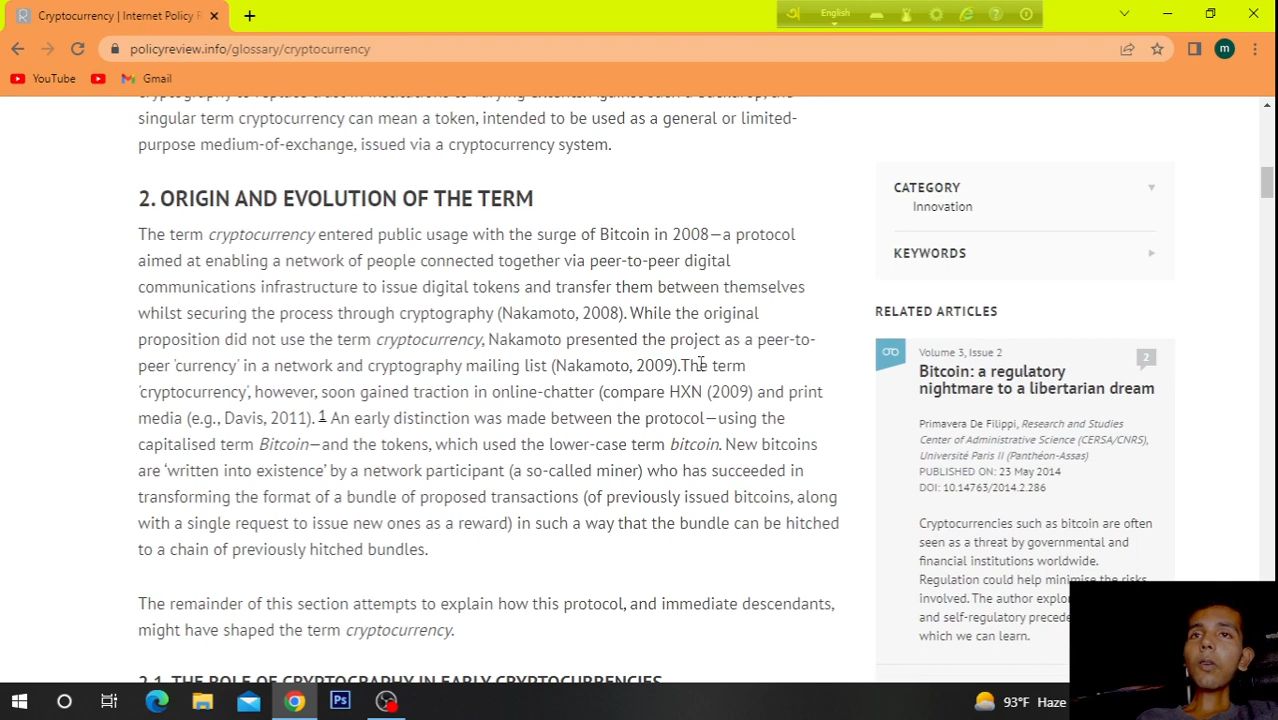 Cryptocurrency | Internet Policy R
English
policyreview.info/glossary/cryptocurrency
m
YouTube
Gmail
singular term cryptocurrency can mean a token, intended to be used as a general or limited-
purpose medium-of-exchange, issued via a cryptocurrency system.
2. ORIGIN AND EVOLUTION OF THE TERM
The term cryptocurrency entered public usage with the surge of Bitcoin in 2008—a protocol
aimed at enabling a network of people connected together via peer-to-peer digital
communications infrastructure to issue digital tokens and transfer them between themselves
whilst securing the process through cryptography (Nakamoto, 2008). While the original
proposition did not use the term cryptocurrency, Nakamoto presented the project as a peer-to-
peer 'currency' in a network and cryptography mailing list (Nakamoto, 2009).The term
'cryptocurrency', however, soon gained traction in online-chatter (compare HXN (2009) and print
media (e.g., Davis, 2011). 1 An early distinction was made between the protocol—using the
capitalised term Bitcoin—and the tokens, which used the lower-case term bitcoin. New bitcoins
are ‘written into existence’ by a network participant (a so-called miner) who has succeeded in
transforming the format of a bundle of proposed transactions (of previously issued bitcoins, along
with a single request to issue new ones as a reward) in such a way that the bundle can be hitched
to a chain of previously hitched bundles.
The remainder of this section attempts to explain how this protocol, and immediate descendants,
might have shaped the term cryptocurrency.
2.1. THE ROLE OF CRYPTOGRAPHY IN EARLY CRYPTOCURRENCIES
CATEGORY
Innovation
KEYWORDS
RELATED ARTICLES
Volume 3, Issue 2
2
Bitcoin: a regulatory
nightmare to a libertarian dream
Primavera De Filippi, Research and Studies
Center of Administrative Science (CERSA/CNRS),
Université Paris II (Panthéon-Assas)
PUBLISHED ON: 23 May 2014
DOI: 10.14763/2014.2.286
Cryptocurrencies such as bitcoin are often
seen as a threat by governmental and
financial institutions worldwide.
Regulation could help minimise the risks
involved. The author explor
and self-regulatory precede
which we can learn.
Ps
93°F Haze